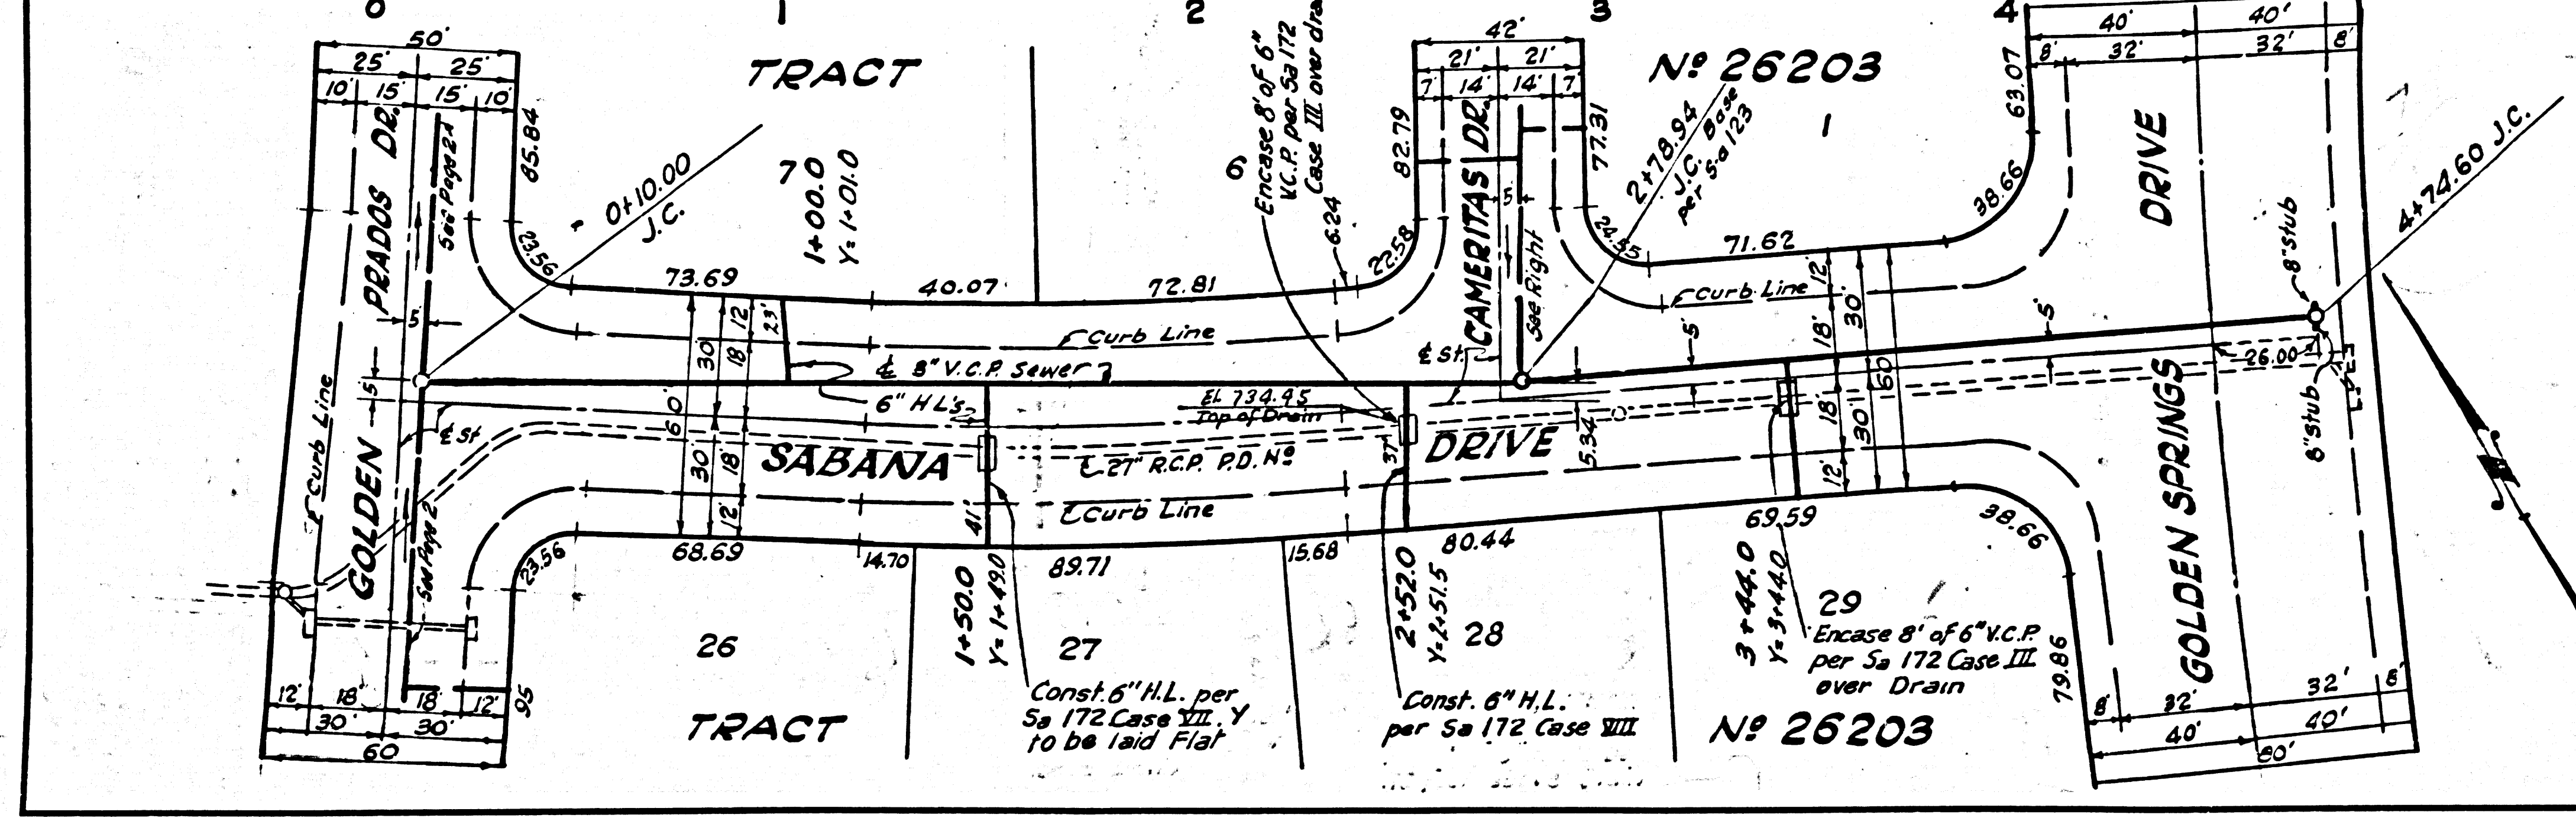 0 1 2 3 4
50'
25' 25'
10' 15' 15' 10'
GOLDEN PRADOS DR.
See Page 2
85.84
23.56
0+10.00
J.C.
TRACT
7
1+00.0
Y=1+01.0
73.69
40.07
72.81
6
Encase 8' of 6"
V.C.P. per Sa 172
Case III over
6.24
22.58
82.79
42'
21' 21'
7' 14' 14' 7'
CAMERITAS DR.
5'
See Right
77.31
24.55
Nº 26203
2+78.94
J.C. Base
per S-a 123
1
71.62
38.66
63.07
40' 40'
8' 32' 32' 8'
DRIVE
8" stub
4+74.60 J.C.
Curb Line
Curb Line
12' 23'
30' 18'
60'
30' 18'
12'
℄ 8" V.C.P. Sewer
6" H L's
El. 734.45
Top of Drain
℄ St.
5'
12'
18' 30'
60'
18' 30'
12'
5'
5'
26.00
8" stub
5
5
℄ St
Curb Line
See Page 2
SABANA DRIVE
℄ 27" R.C.P. P.D. Nº
37'
5.34
41'
Curb Line
GOLDEN SPRINGS
23.56
68.69
14.70
89.71
15.68
80.44
69.59
38.66
26
1+50.0
Y=1+49.0
27
2+52.0
Y=2+51.5
28
3+44.0
Y=3+44.0
29
Encase 8' of 6" V.C.P.
per Sa 172 Case III
over Drain
79.86
Const. 6" H.L. per
Sa 172 Case VII. Y
to be laid Flat
Const. 6" H.L.
per Sa 172 Case VIII
TRACT Nº 26203
12' 18' 18' 12'
30' 30'
60
95
8' 32' 32' 8'
40' 40'
80'